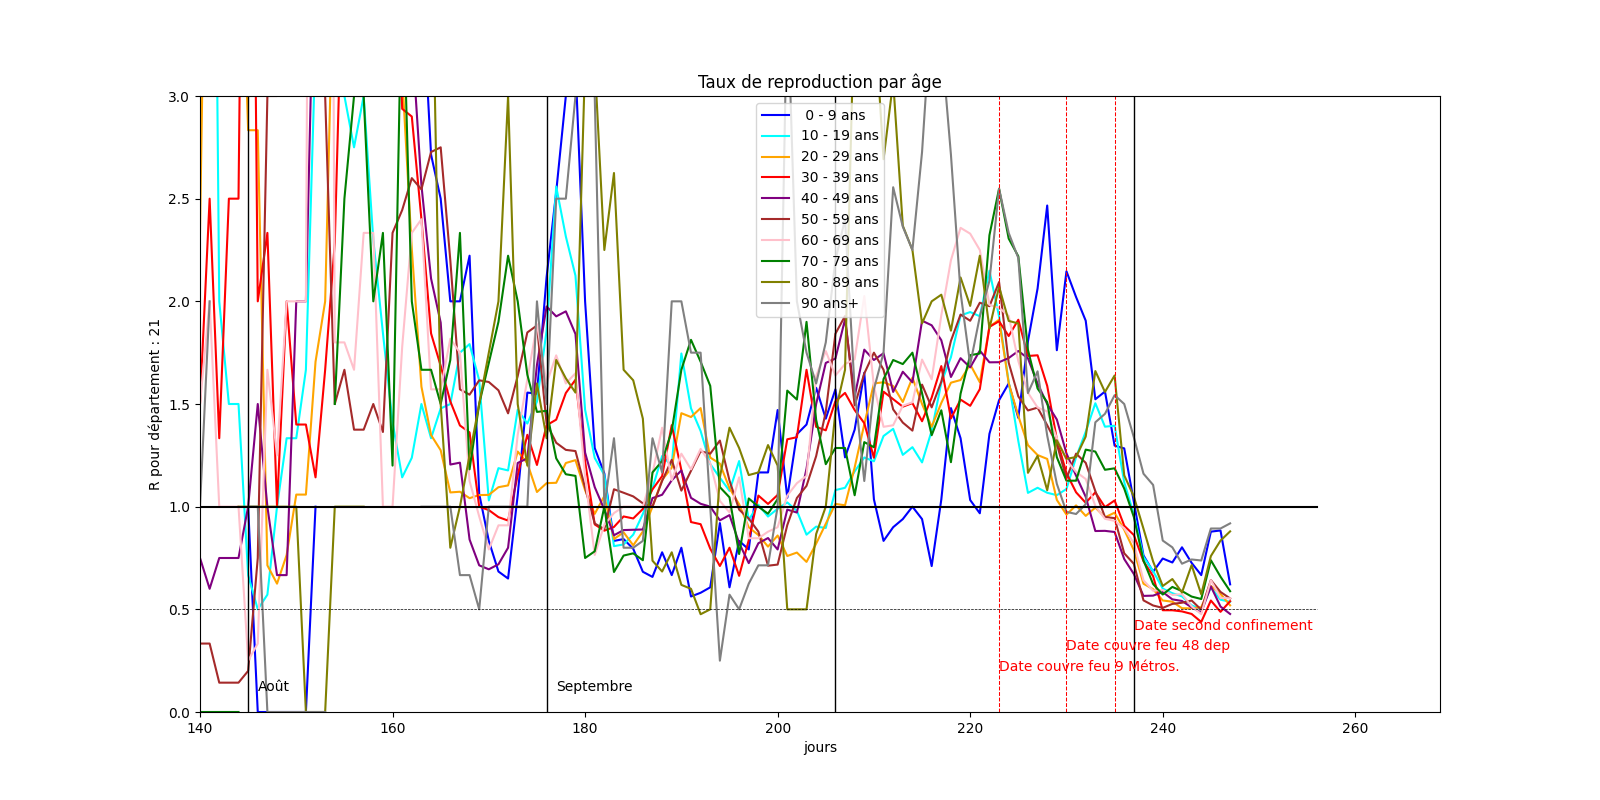 Taux de reproduction par âge
R pour département : 21
3.0
2.5
2.0
1.5
1.0
0.5
0.0
0 - 9 ans
10 - 19 ans
20 - 29 ans
30 - 39 ans
40 - 49 ans
50 - 59 ans
60 - 69 ans
70 - 79 ans
80 - 89 ans
90 ans+
Date second confinement
Date couvre feu 48 dep
Date couvre feu 9 Métros.
Août
Septembre
140
160
180
200
220
240
260
jours